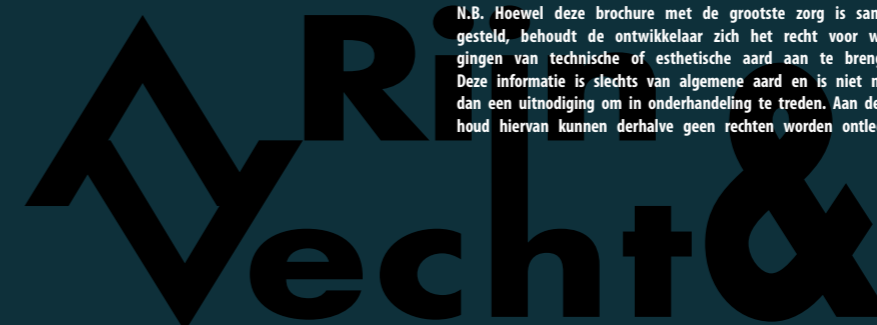 N.B. Hoewel deze brochure met de grootste zorg is sam
gesteld, behoudt de ontwikkelaar zich het recht voor w
gingen van technische of esthetische aard aan te breng
Deze informatie is slechts van algemene aard en is niet m
dan een uitnodiging om in onderhandeling te treden. Aan de
houd hiervan kunnen derhalve geen rechten worden ontle
Rijn &
Vecht